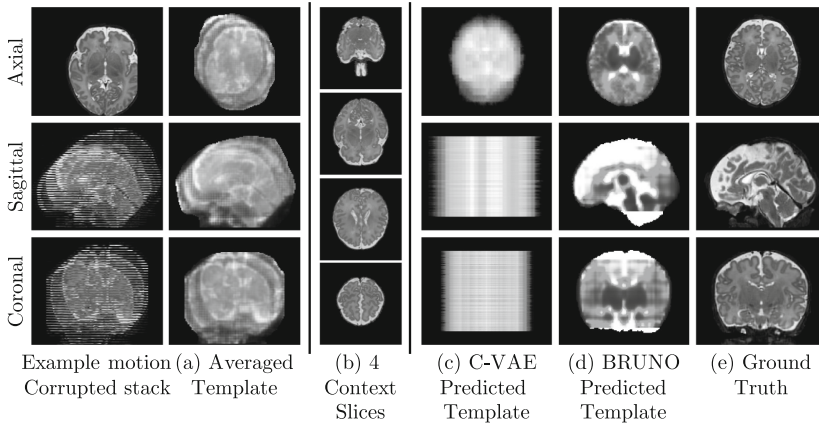 Axial
Sagittal
Coronal
Example motion
Corrupted stack
(a) Averaged
Template
(b) 4
Context
Slices
(c) C-VAE
Predicted
Template
(d) BRUNO
Predicted
Template
(e) Ground
Truth